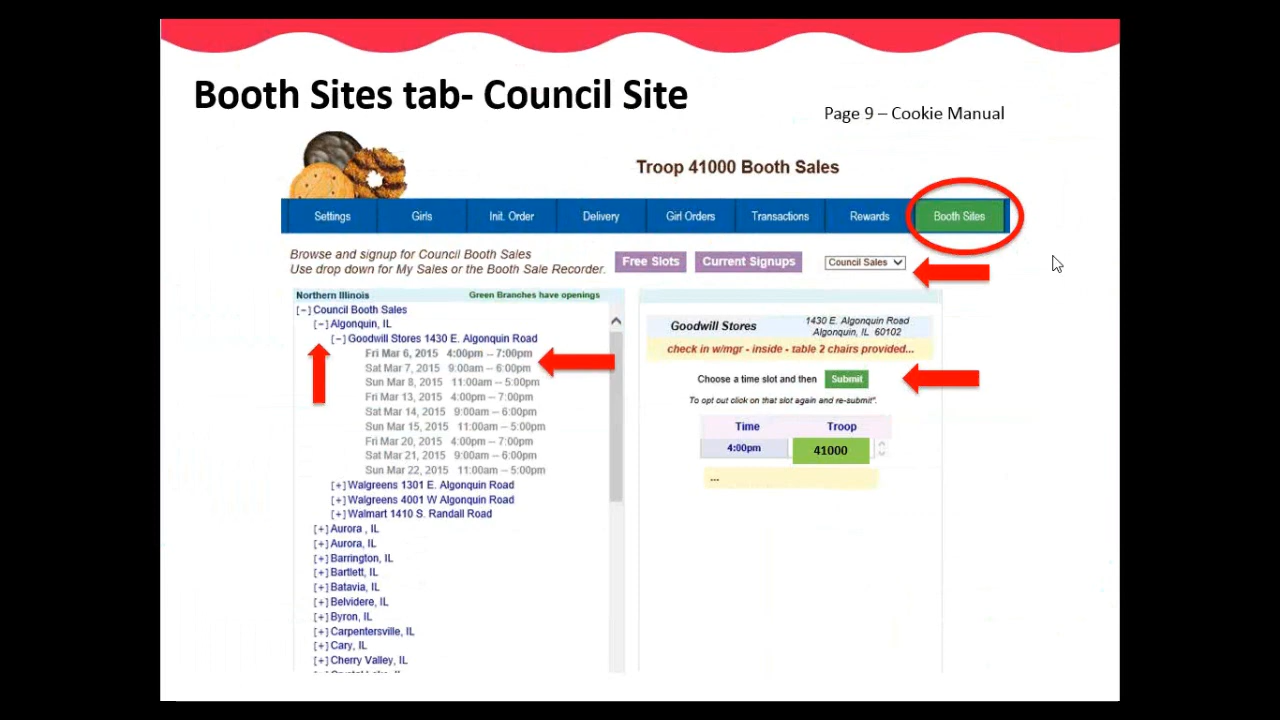 Booth Sites tab- Council Site
Page 9 – Cookie Manual
Troop 41000 Booth Sales
Settings Girls Init. Order Delivery Girl Orders Transactions Rewards Booth Sites
Browse and signup for Council Booth Sales
Use drop down for My Sales or the Booth Sale Recorder.
Free Slots Current Signups Council Sales
Northern Illinois Green Branches have openings
[–] Council Booth Sales
[–] Algonquin, IL
[–] Goodwill Stores 1430 E. Algonquin Road
Fri Mar 6, 2015 4:00pm -- 7:00pm
Sat Mar 7, 2015 9:00am -- 6:00pm
Sun Mar 8, 2015 11:00am -- 5:00pm
Fri Mar 13, 2015 4:00pm -- 7:00pm
Sat Mar 14, 2015 9:00am -- 6:00pm
Sun Mar 15, 2015 11:00am -- 5:00pm
Fri Mar 20, 2015 4:00pm -- 7:00pm
Sat Mar 21, 2015 9:00am -- 6:00pm
Sun Mar 22, 2015 11:00am -- 5:00pm
[+] Walgreens 1301 E. Algonquin Road
[+] Walgreens 4001 W Algonquin Road
[+] Walmart 1410 S. Randall Road
[+] Aurora , IL
[+] Aurora, IL
[+] Barrington, IL
[+] Bartlett, IL
[+] Batavia, IL
[+] Belvidere, IL
[+] Byron, IL
[+] Carpentersville, IL
[+] Cary, IL
[+] Cherry Valley, IL
Goodwill Stores
1430 E. Algonquin Road
Algonquin, IL 60102
check in w/mgr - inside - table 2 chairs provided...
Choose a time slot and then Submit
To opt out click on that slot again and re-submit".
Time Troop
4:00pm 41000
...